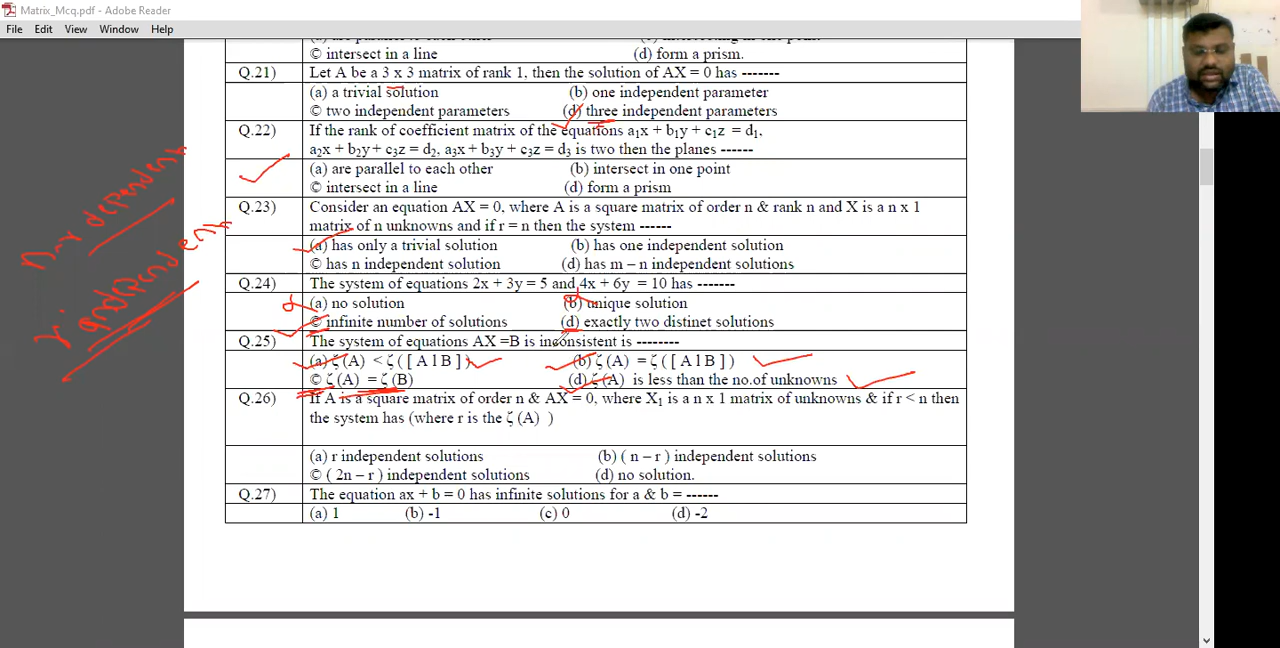 Matrix_Mcq.pdf - Adobe Reader
File Edit View Window Help
© intersect in a line (d) form a prism.
Q.21) Let A be a 3 x 3 matrix of rank 1, then the solution of AX = 0 has -------
(a) a trivial solution (b) one independent parameter
© two independent parameters (d) three independent parameters
Q.22) If the rank of coefficient matrix of the equations a₁x + b₁y + c₁z = d₁,
a₂x + b₂y + c₃z = d₂, a₃x + b₃y + c₃z = d₃ is two then the planes ------
(a) are parallel to each other (b) intersect in one point
© intersect in a line (d) form a prism
Q.23) Consider an equation AX = 0, where A is a square matrix of order n & rank n and X is a n x 1
matrix of n unknowns and if r = n then the system ------
(a) has only a trivial solution (b) has one independent solution
© has n independent solution (d) has m – n independent solutions
Q.24) The system of equations 2x + 3y = 5 and 4x + 6y = 10 has -------
(a) no solution (b) unique solution
© infinite number of solutions (d) exactly two distinct solutions
Q.25) The system of equations AX =B is inconsistent is --------
(a) ζ (A) < ζ ( [ A l B ] ) (b) ζ (A) = ζ ( [ A l B ] )
© ζ (A) = ζ (B) (d) ζ (A) is less than the no.of unknowns
Q.26) If A is a square matrix of order n & AX = 0, where X₁ is a n x 1 matrix of unknowns & if r < n then
the system has (where r is the ζ (A) )
(a) r independent solutions (b) ( n – r ) independent solutions
© ( 2n – r ) independent solutions (d) no solution.
Q.27) The equation ax + b = 0 has infinite solutions for a & b = ------
(a) 1 (b) -1 (c) 0 (d) -2
n-r dependent
r independent